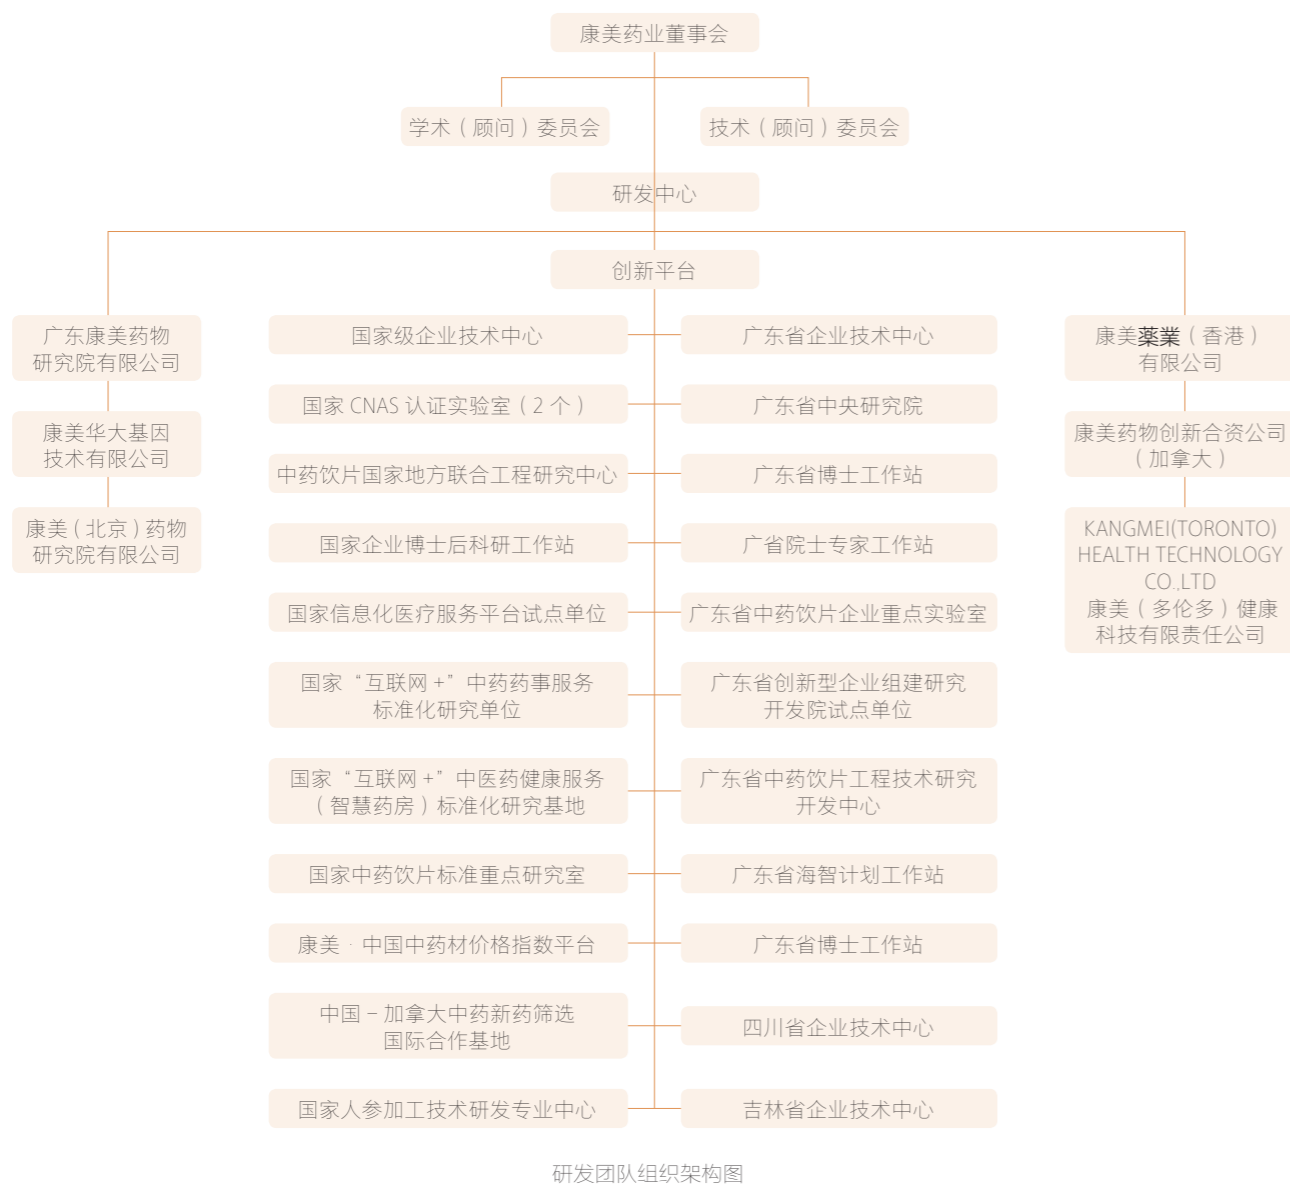 康美药业董事会
学术（顾问）委员会
技术（顾问）委员会
研发中心
创新平台
广东康美药物
研究院有限公司
康美华大基因
技术有限公司
康美（北京）药物
研究院有限公司
国家级企业技术中心
广东省企业技术中心
国家 CNAS 认证实验室（2 个）
广东省中央研究院
中药饮片国家地方联合工程研究中心
广东省博士工作站
国家企业博士后科研工作站
广省院士专家工作站
国家信息化医疗服务平台试点单位
广东省中药饮片企业重点实验室
国家“互联网 +”中药药事服务
标准化研究单位
广东省创新型企业组建研究
开发院试点单位
国家“互联网 +”中医药健康服务
（智慧药房）标准化研究基地
广东省中药饮片工程技术研究
开发中心
国家中药饮片标准重点研究室
广东省海智计划工作站
康美 · 中国中药材价格指数平台
广东省博士工作站
中国 – 加拿大中药新药筛选
国际合作基地
四川省企业技术中心
国家人参加工技术研发专业中心
吉林省企业技术中心
康美薬業（香港）
有限公司
康美药物创新合资公司
（加拿大）
KANGMEI(TORONTO)
HEALTH TECHNOLOGY
CO.,LTD
康美（多伦多）健康
科技有限责任公司
研发团队组织架构图